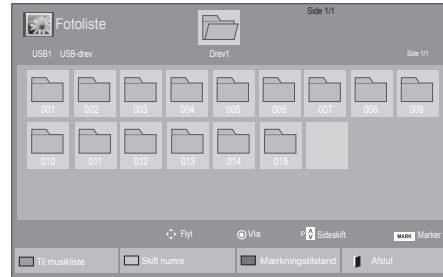 Side 1/1
Fotoliste
USB1 USB-drev Drev1 Side 1/1
001 002 003 004 005 006 007 008 009
010 011 012 013 014 015
Flyt Vis P Sideskift MARK Marker
Til musikliste Skift numre Mærkningstilstand Afslut